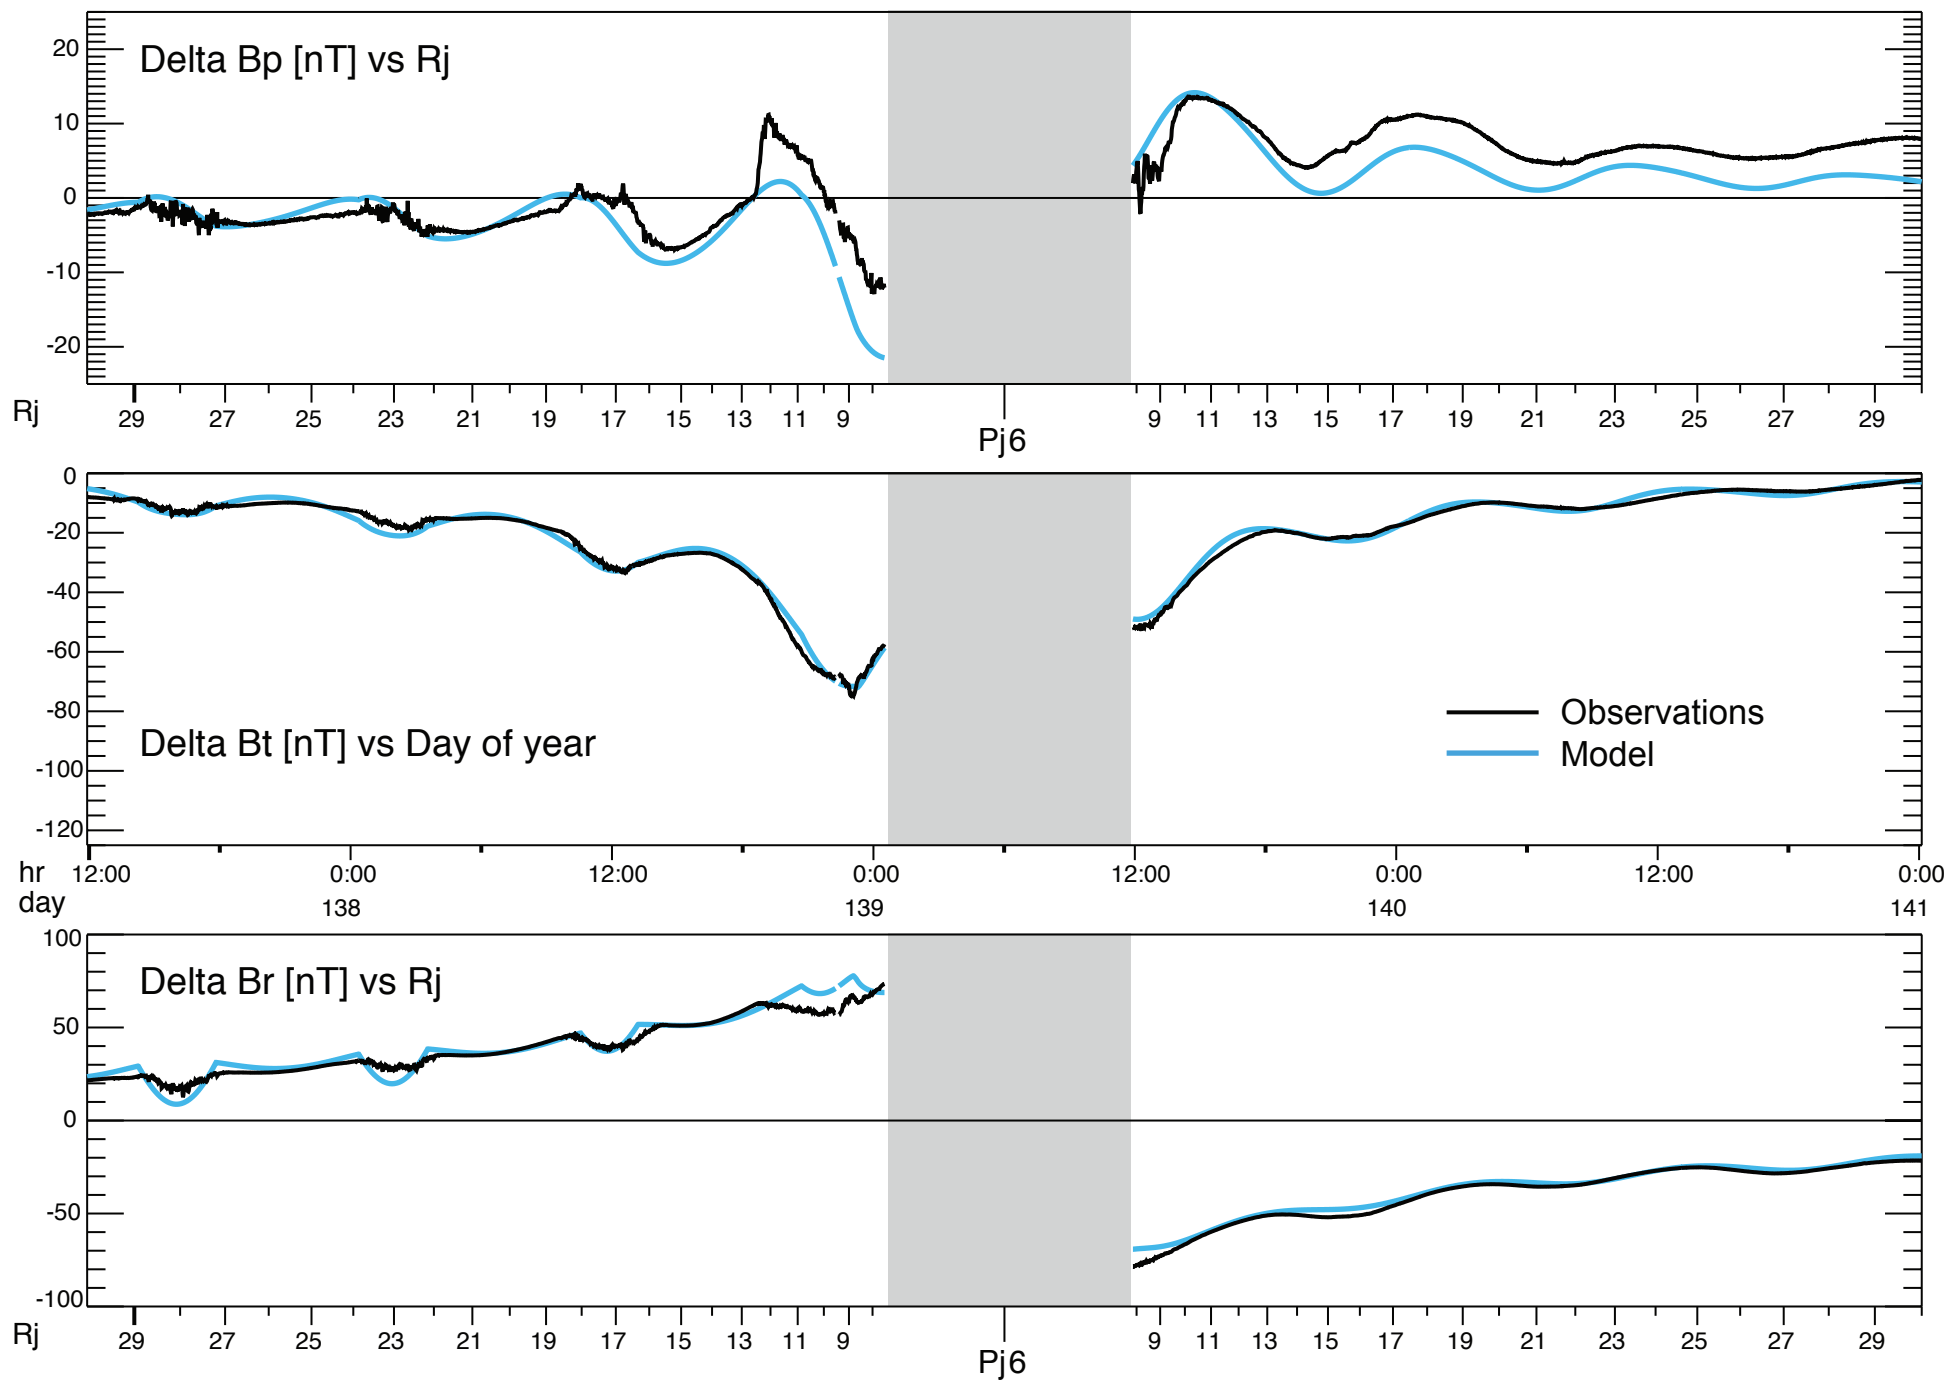 Delta Bp [nT] vs Rj
20
10
0
-10
-20
Rj 29 27 25 23 21 19 17 15 13 11 9 Pj6 9 11 13 15 17 19 21 23 25 27 29
0
-20
-40
-60
-80
-100
-120
Delta Bt [nT] vs Day of year
Observations
Model
hr 12:00 0:00 12:00 0:00 12:00 0:00 12:00 0:00
day 138 139 140 141
Delta Br [nT] vs Rj
100
50
0
-50
-100
Rj 29 27 25 23 21 19 17 15 13 11 9 Pj6 9 11 13 15 17 19 21 23 25 27 29